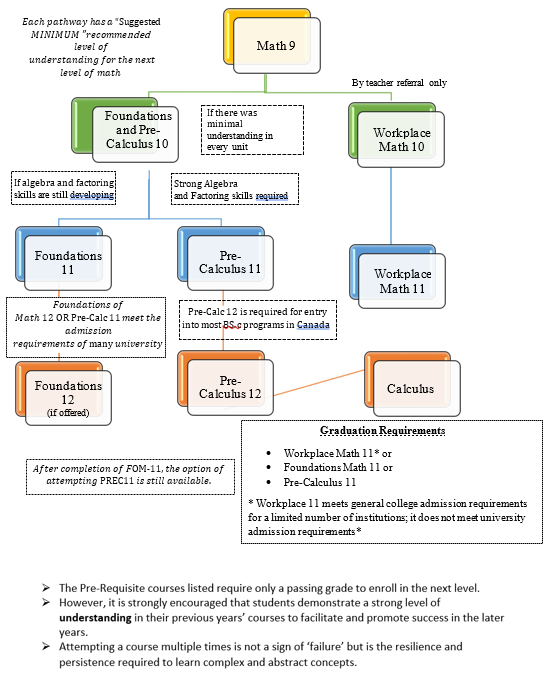 Each pathway has a "Suggested
MINIMUM "recommended
level of
understanding for the next
level of math
Math 9
By teacher referral only
Foundations
and Pre-
Calculus 10
If there was
minimal
understanding in
every unit
Workplace
Math 10
If algebra and factoring
skills are still developing
Strong Algebra
and Factoring skills required
Foundations
11
Pre-
Calculus 11
Workplace
Math 11
Foundations of
Math 12 OR Pre-Calc 11 meet the
admission
requirements of many university
Pre-Calc 12 is required for entry
into most BS.c programs in Canada
Foundations
12
(if offered)
Pre-
Calculus 12
Calculus
Graduation Requirements
• Workplace Math 11* or
• Foundations Math 11 or
• Pre-Calculus 11
* Workplace 11 meets general college admission requirements
for a limited number of institutions; it does not meet university
admission requirements*
After completion of FOM-11, the option of
attempting PREC11 is still available.
➢ The Pre-Requisite courses listed require only a passing grade to enroll in the next level.
➢ However, it is strongly encouraged that students demonstrate a strong level of
understanding in their previous years' courses to facilitate and promote success in the later
years.
➢ Attempting a course multiple times is not a sign of 'failure' but is the resilience and
persistence required to learn complex and abstract concepts.